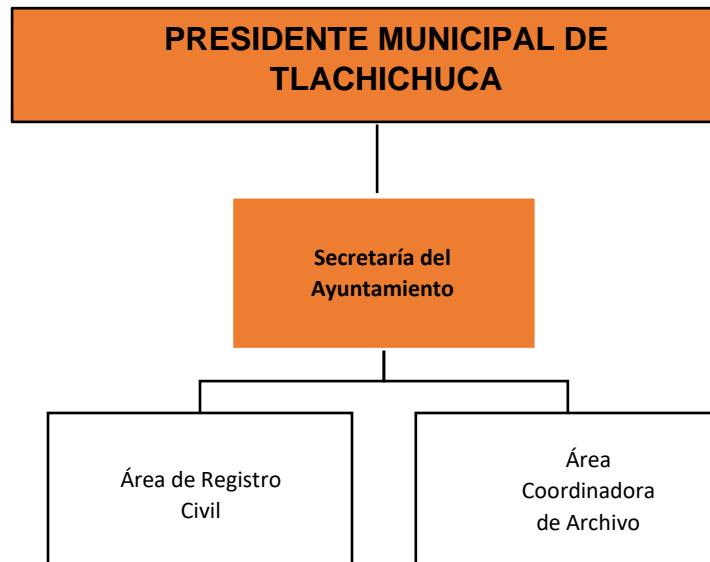 PRESIDENTE MUNICIPAL DE
TLACHICHUCA
Secretaría del
Ayuntamiento
Área de Registro
Civil
Área
Coordinadora
de Archivo